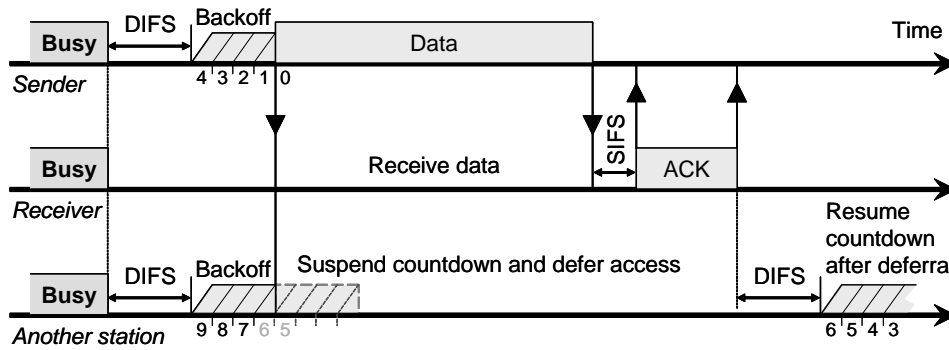 DIFS Backoff
Busy Data Time
4 3 2 1 0
Sender
SIFS
Busy Receive data ACK
Receiver
Resume
countdown
after deferra
DIFS Backoff Suspend countdown and defer access DIFS
Busy
9 8 7 6 5 6 5 4 3
Another station